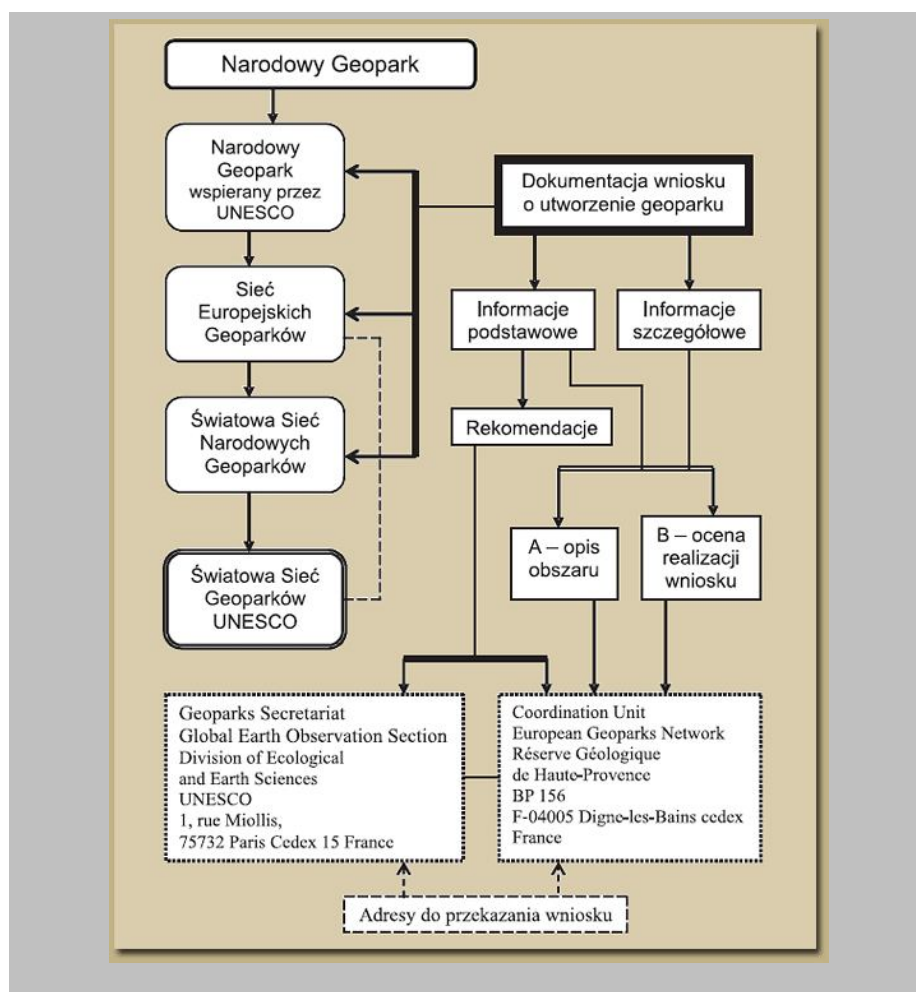 Narodowy Geopark
Narodowy
Geopark
wspierany przez
UNESCO
Dokumentacja wniosku
o utworzenie geoparku
Sieć
Europejskich
Geoparków
Informacje
podstawowe
Informacje
szczegółowe
Światowa Sieć
Narodowych
Geoparków
Rekomendacje
A – opis
obszaru
B – ocena
realizacji
wniosku
Światowa Sieć
Geoparków
UNESCO
Geoparks Secretariat
Global Earth Observation Section
Division of Ecological
and Earth Sciences
UNESCO
1, rue Miollis,
75732 Paris Cedex 15 France
Coordination Unit
European Geoparks Network
Réserve Géologique
de Haute-Provence
BP 156
F-04005 Digne-les-Bains cedex
France
Adresy do przekazania wniosku